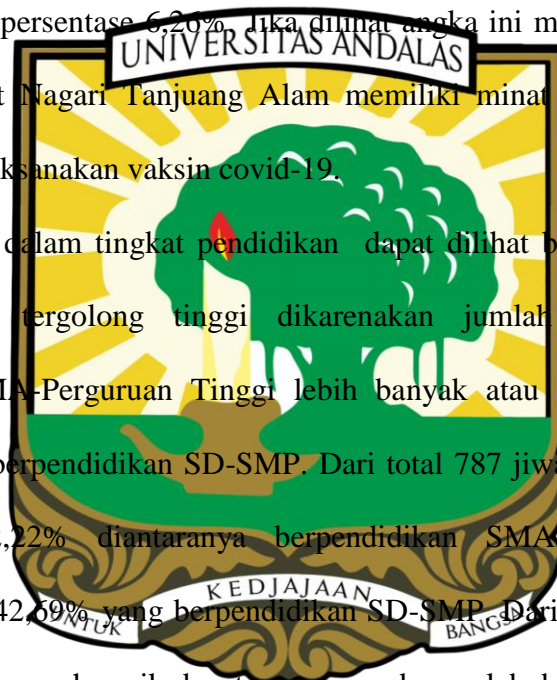 persentase 6,26%. Jika dilihat angka ini
UNIVERSITAS ANDALAS
Nagari Tanjuang Alam memiliki minat
vaksin covid-19.
dalam tingkat pendidikan dapat dilihat
tergolong tinggi dikarenakan jumlah
-Perguruan Tinggi lebih banyak atau
berpendidikan SD-SMP. Dari total 787 jiwa
,22% diantaranya berpendidikan SMA
42,69% yang berpendidikan SD-SMP. Dari
UNTUK KEDJAJAAN BANGSA